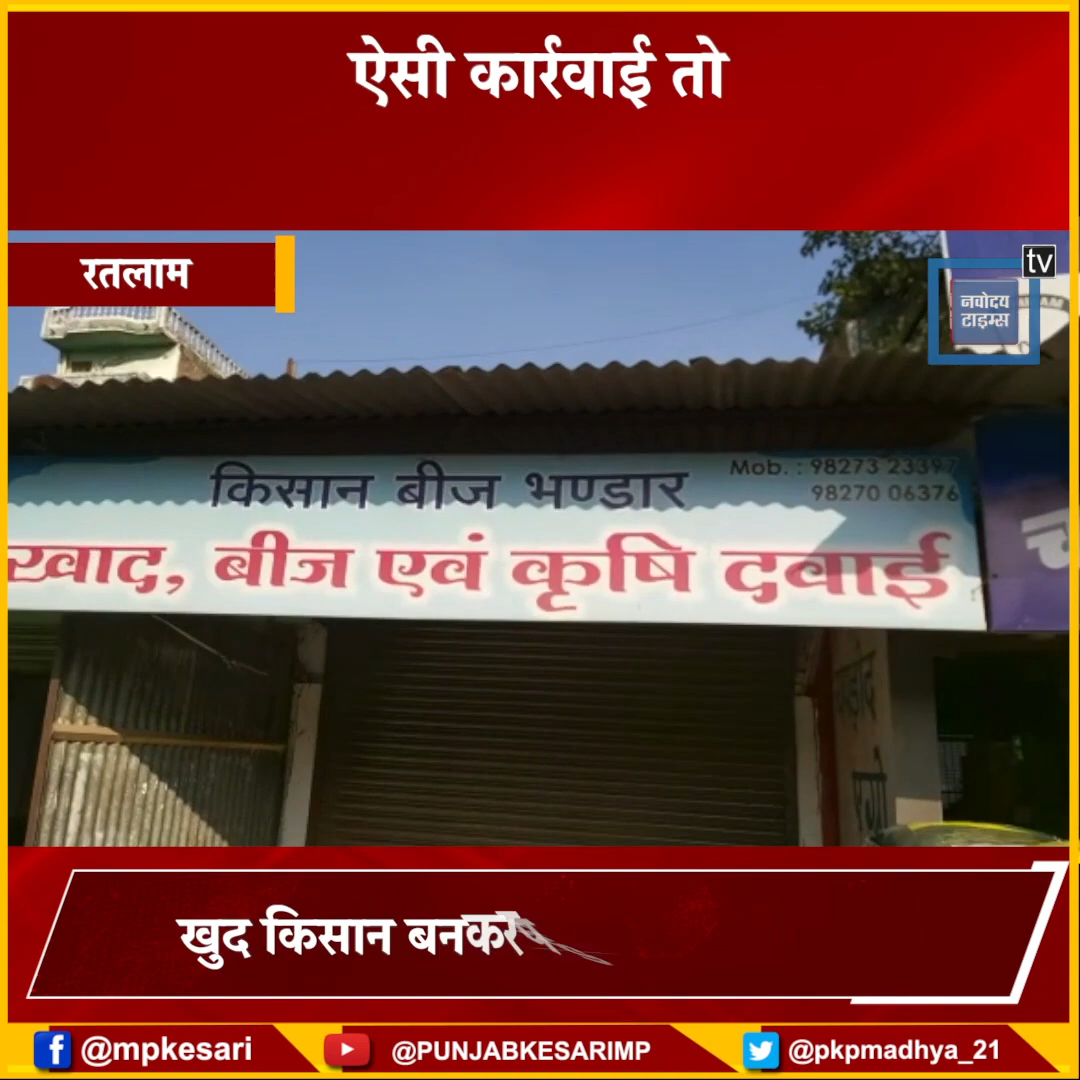 ऐसी कार्रवाई तो
रतलाम
tv
नवोदय
टाइम्स
किसान बीज भण्डार
Mob. : 98273 23397
98270 06376
खाद, बीज एवं कृषि दवाई
खुद किसान बनकर
@mpkesari
@PUNJABKESARIMP
@pkpmadhya_21